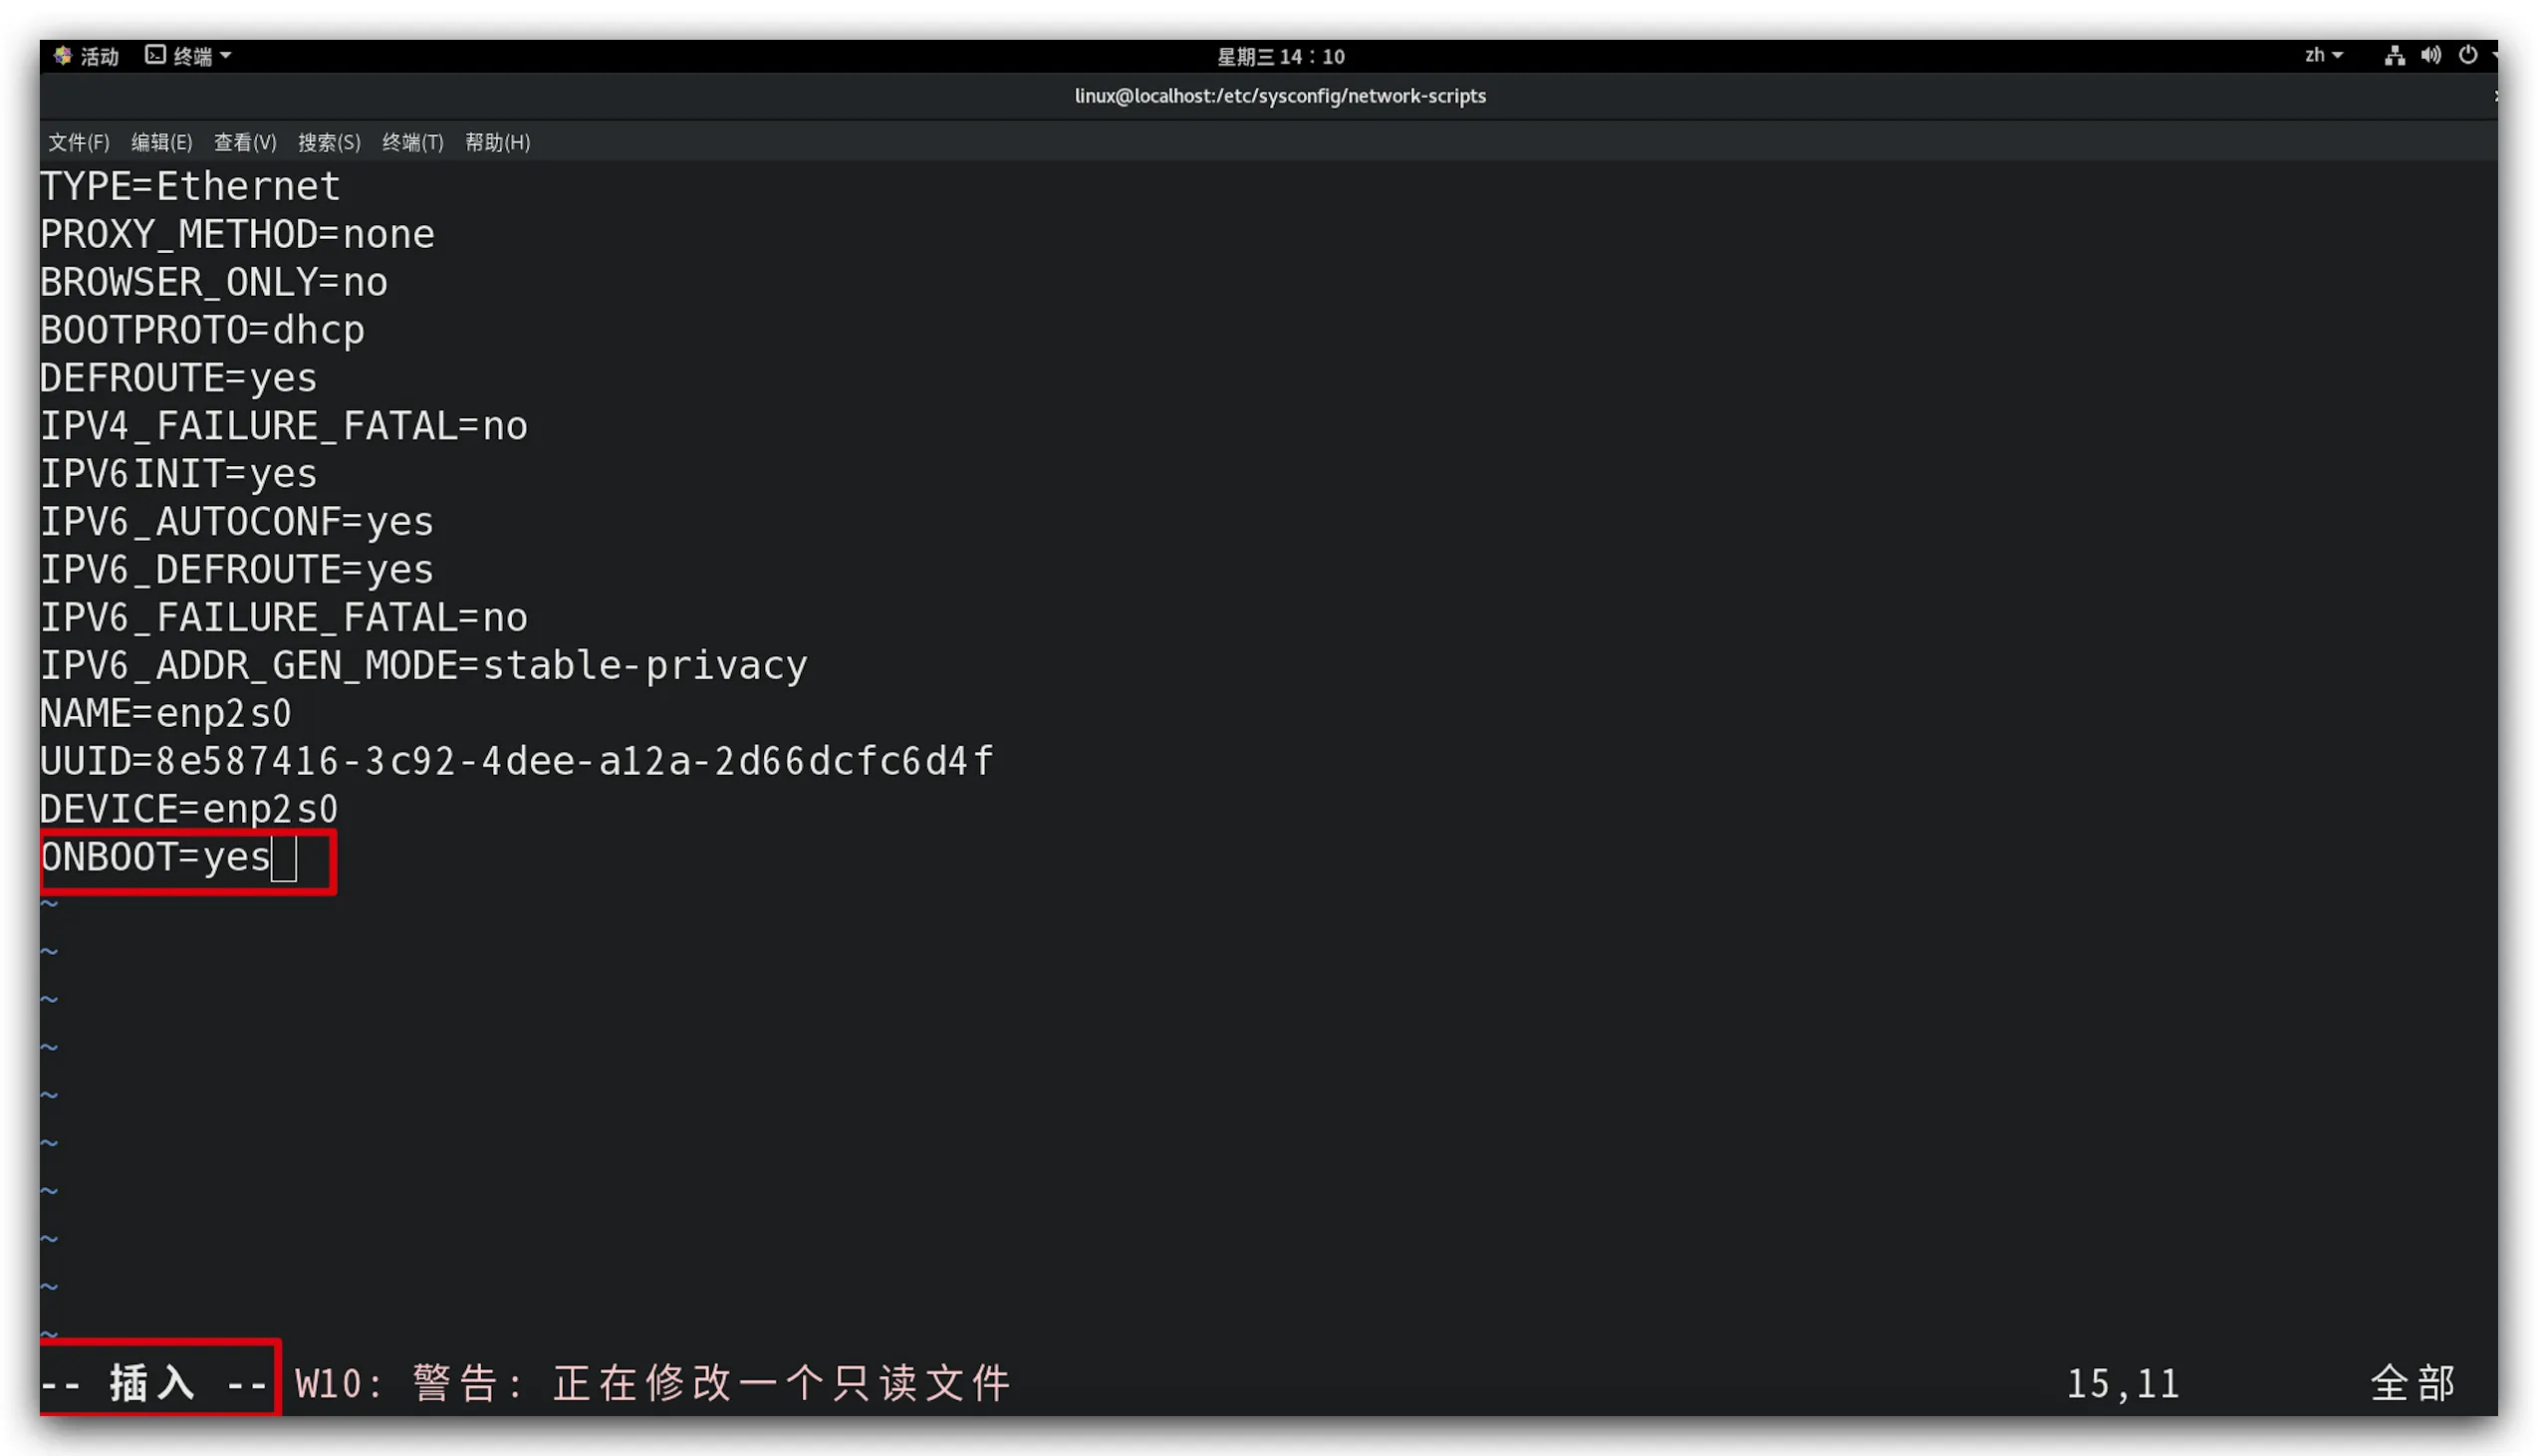 活动 终端 星期三 14：10 zh
linux@localhost:/etc/sysconfig/network-scripts
文件(F) 编辑(E) 查看(V) 搜索(S) 终端(T) 帮助(H)
TYPE=Ethernet
PROXY_METHOD=none
BROWSER_ONLY=no
BOOTPROTO=dhcp
DEFROUTE=yes
IPV4_FAILURE_FATAL=no
IPV6INIT=yes
IPV6_AUTOCONF=yes
IPV6_DEFROUTE=yes
IPV6_FAILURE_FATAL=no
IPV6_ADDR_GEN_MODE=stable-privacy
NAME=enp2s0
UUID=8e587416-3c92-4dee-a12a-2d66dcfc6d4f
DEVICE=enp2s0
ONBOOT=yes
~
~
~
~
~
~
~
~
~
~
-- 插入 -- W10: 警告: 正在修改一个只读文件 15,11 全部